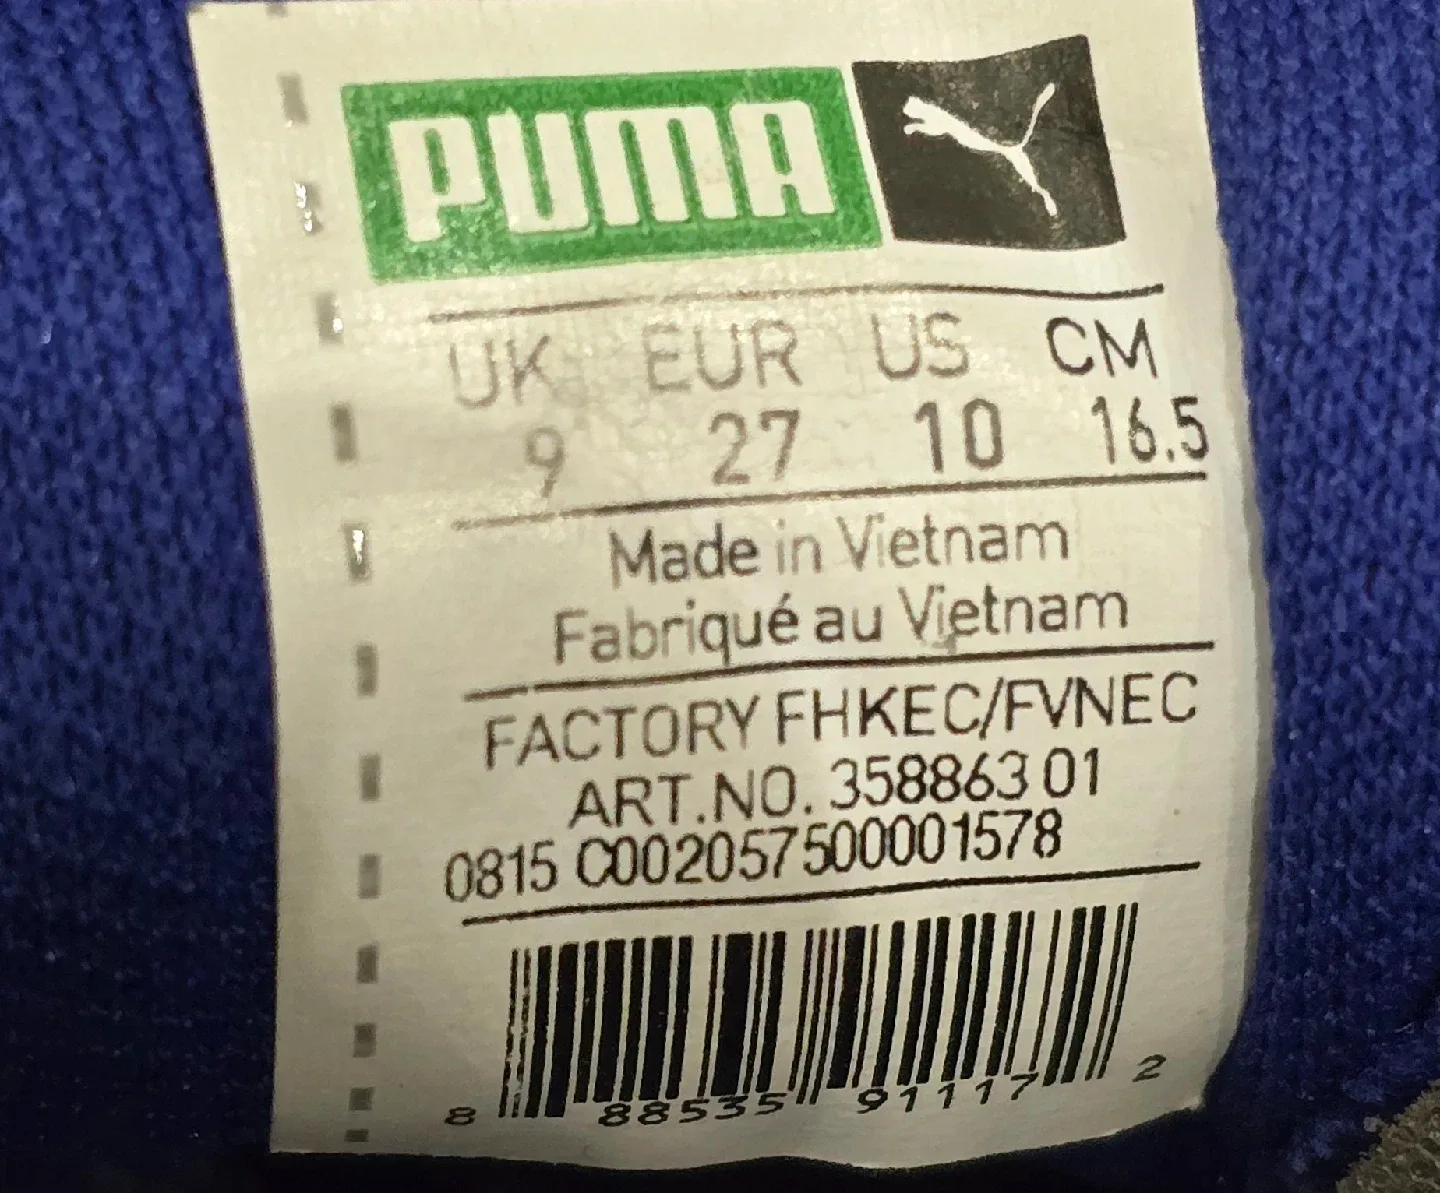 PUMA
UK EUR US CM
9 27 10 16.5
Made in Vietnam
Fabriqué au Vietnam
FACTORY FHKEC/FVNEC
ART.NO. 358863 01
0815 C002057500001578
8 88535 91117 2